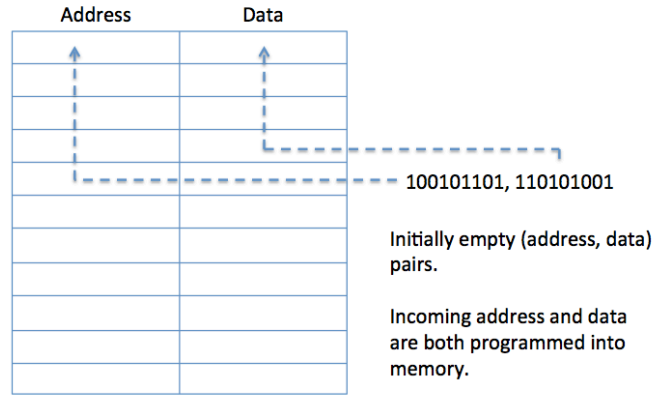 Address Data
100101101, 110101001
Initially empty (address, data)
pairs.
Incoming address and data
are both programmed into
memory.